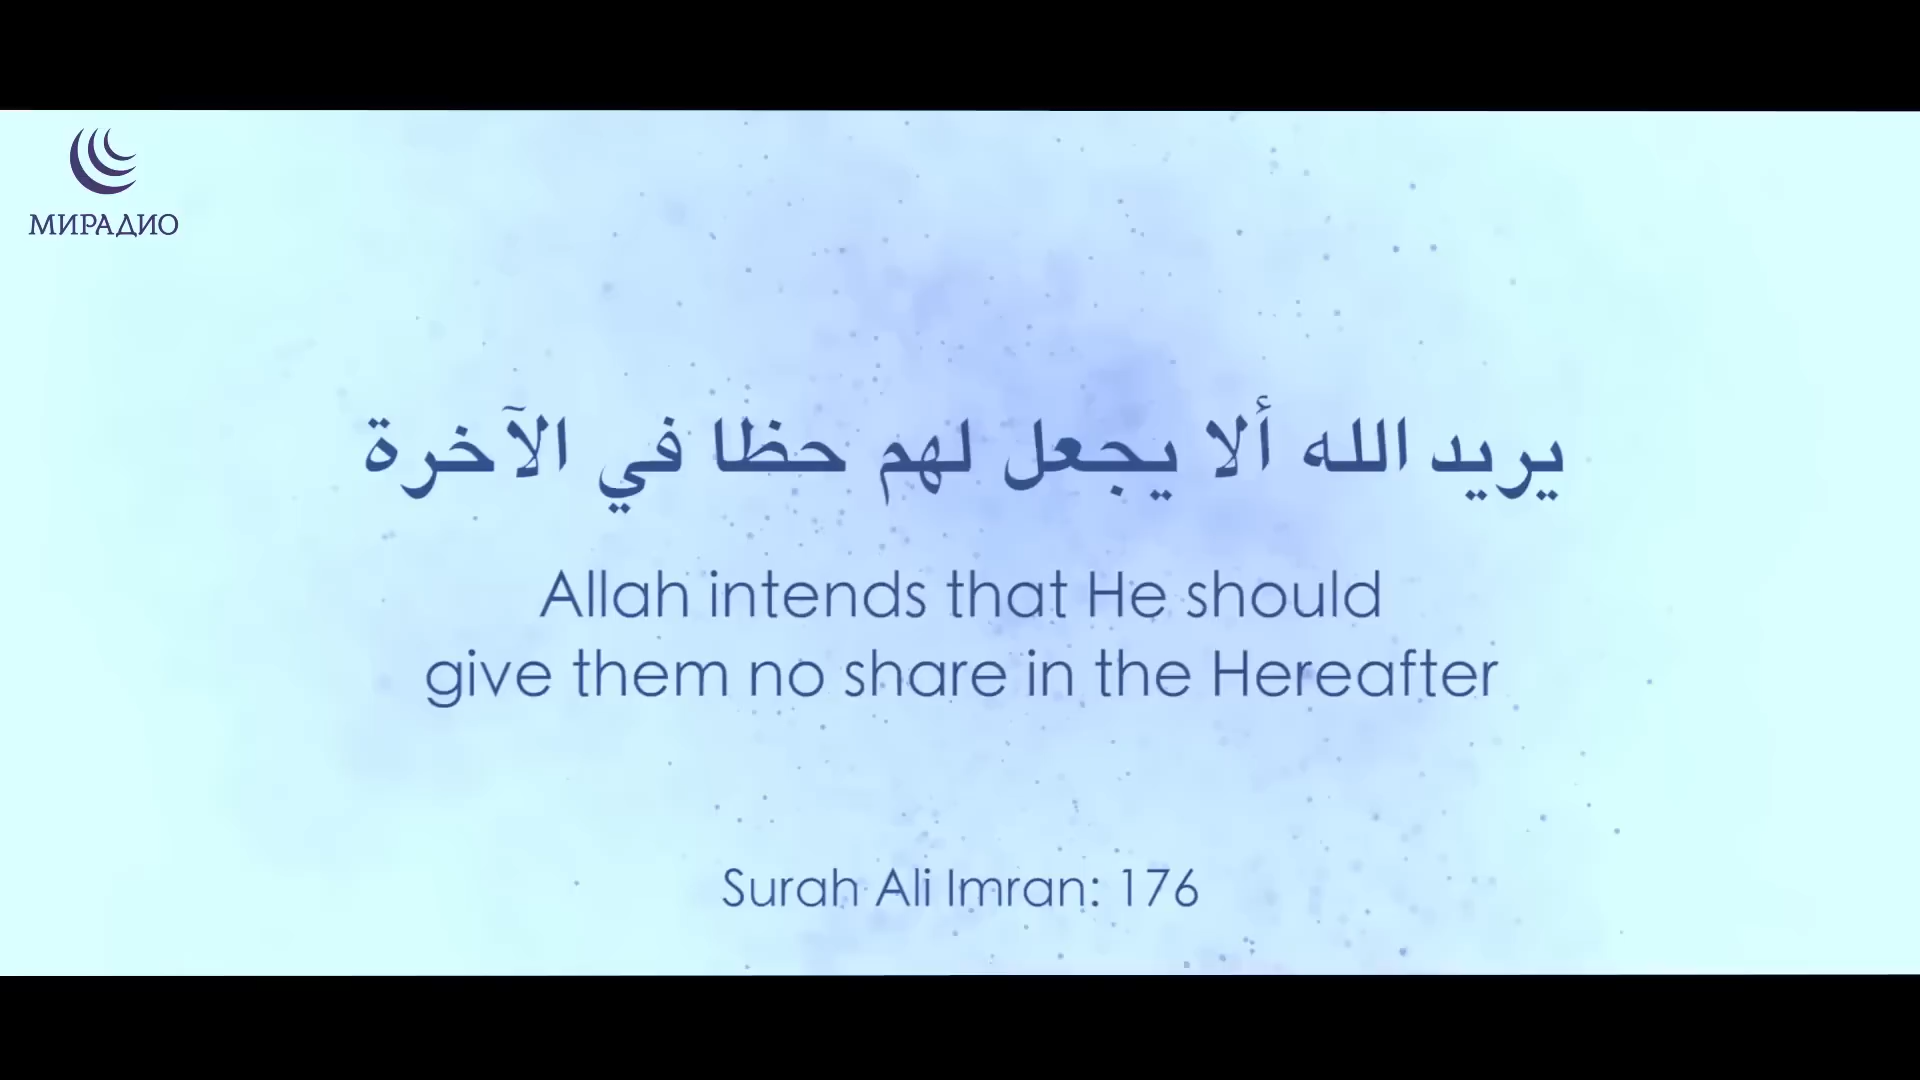 МИРАДИО
يريد الله ألا يجعل لهم حظا في الآخرة
Allah intends that He should
give them no share in the Hereafter
Surah Ali Imran: 176